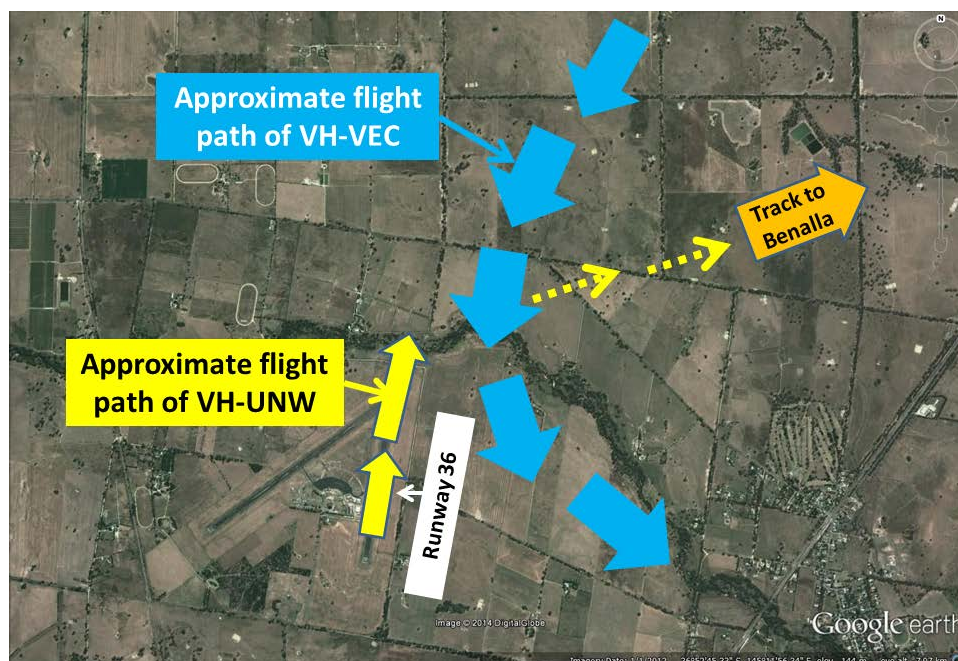 N
Approximate flight
path of VH-VEC
Track to
Benalla
Approximate flight
path of VH-UNW
Runway 36
Image © 2014 DigitalGlobe
Google earth